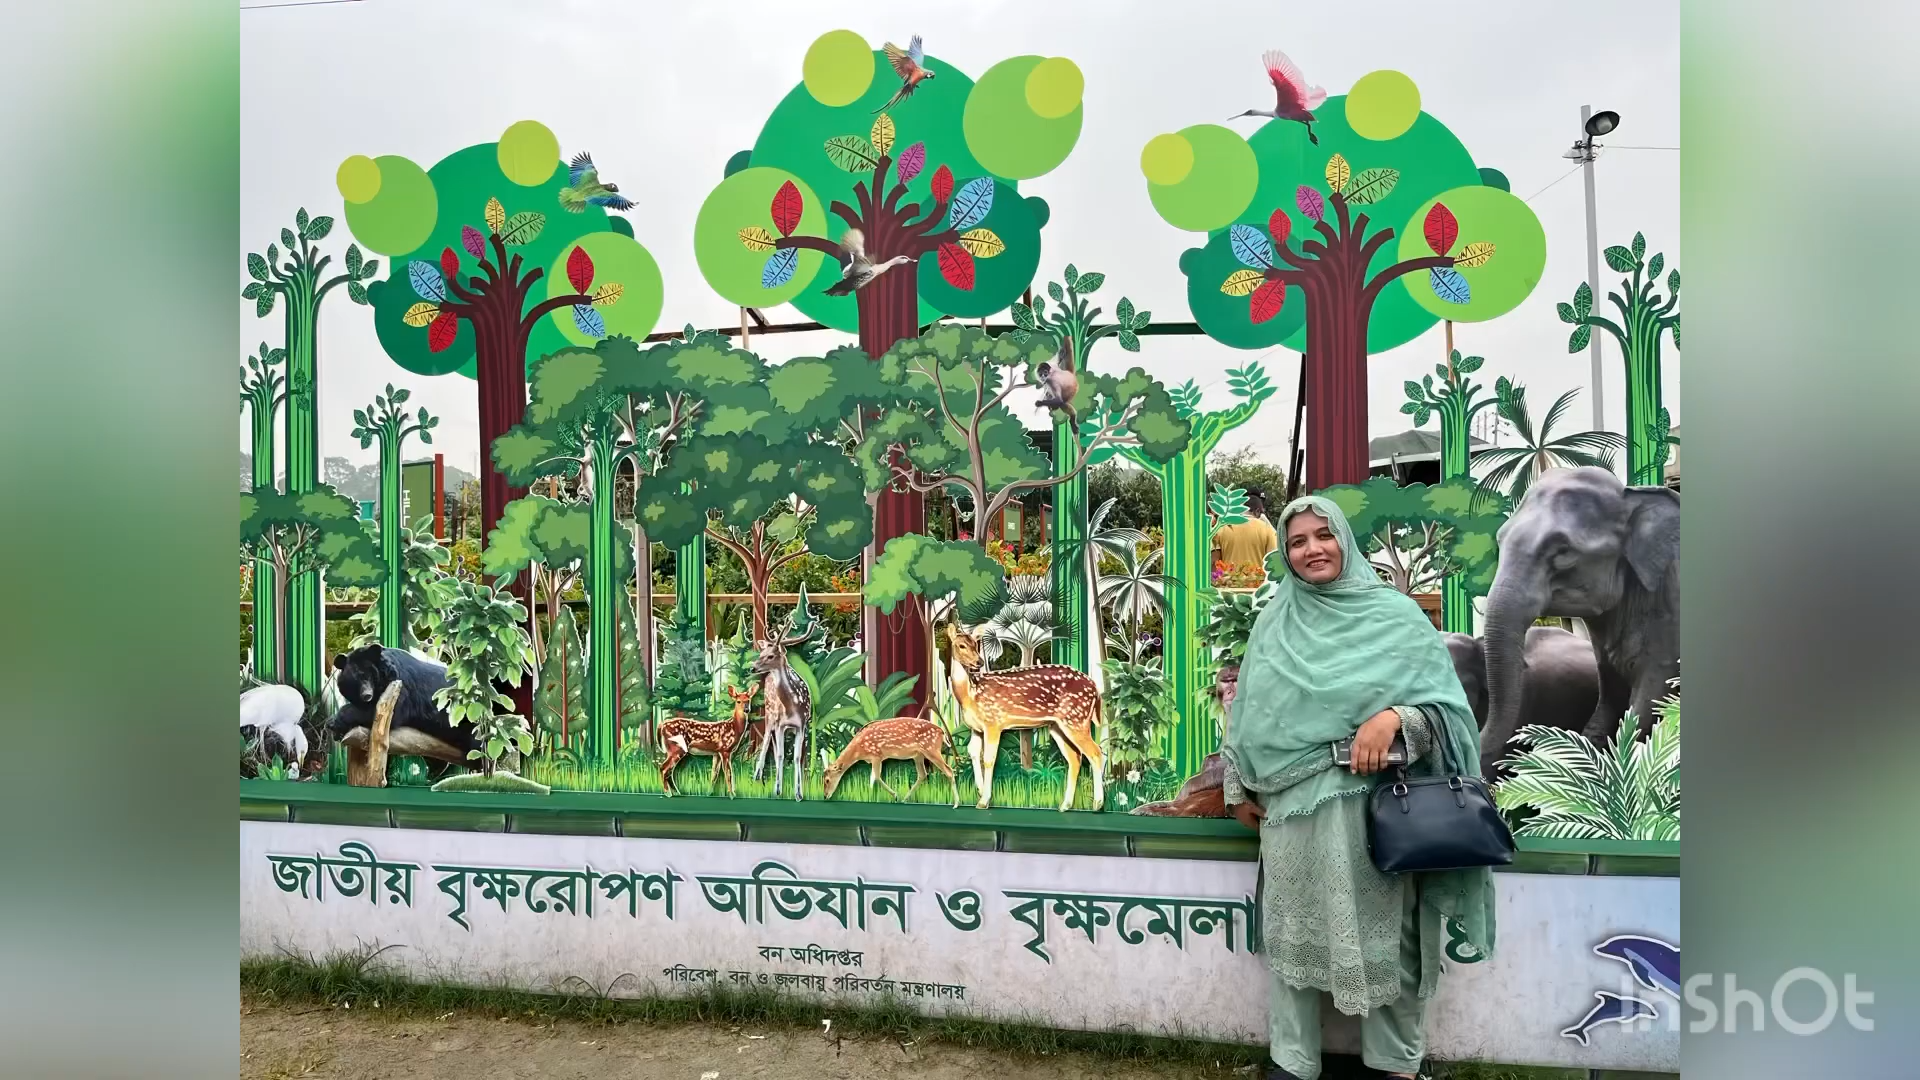 জাতীয় বৃক্ষরোপণ অভিযান ও বৃক্ষমেলা
বন অধিদপ্তর
পরিবেশ, বন ও জলবায়ু পরিবর্তন মন্ত্রণালয়
InShOt